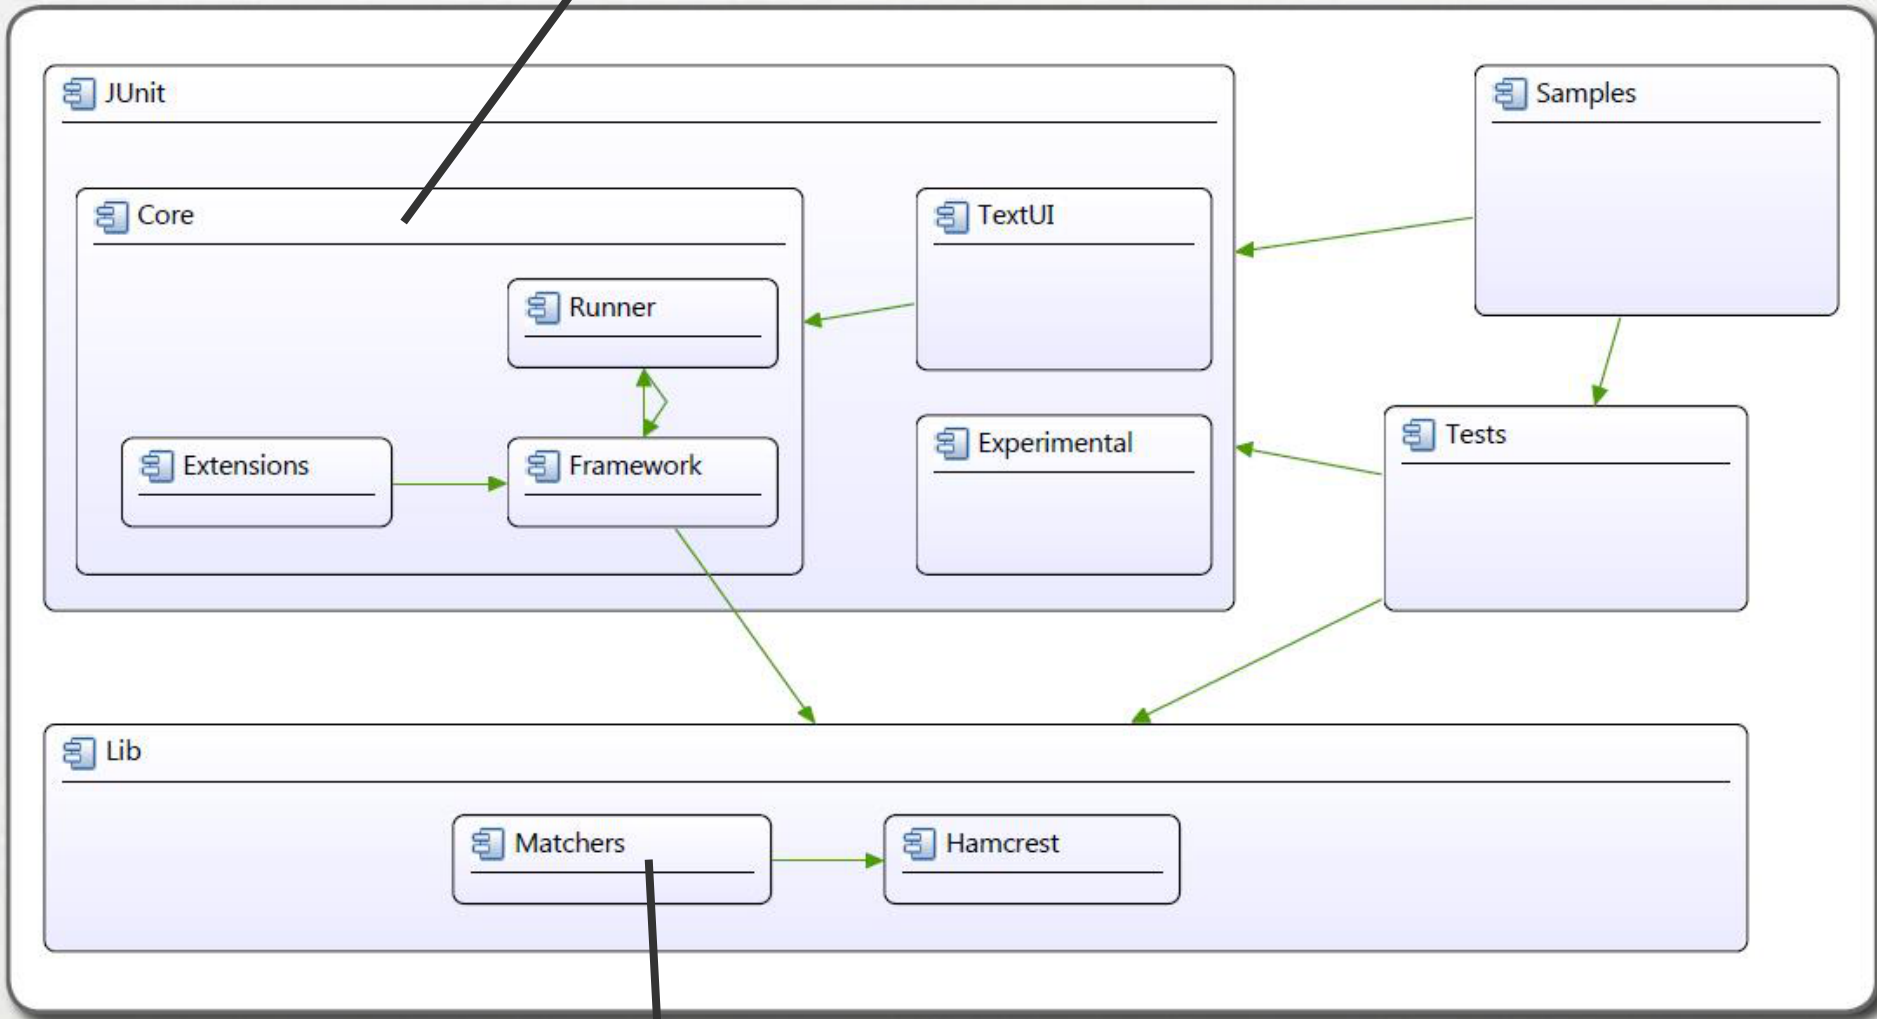 JUnit
Samples
Core
TextUI
Runner
Experimental
Tests
Extensions
Framework
Lib
Matchers
Hamcrest